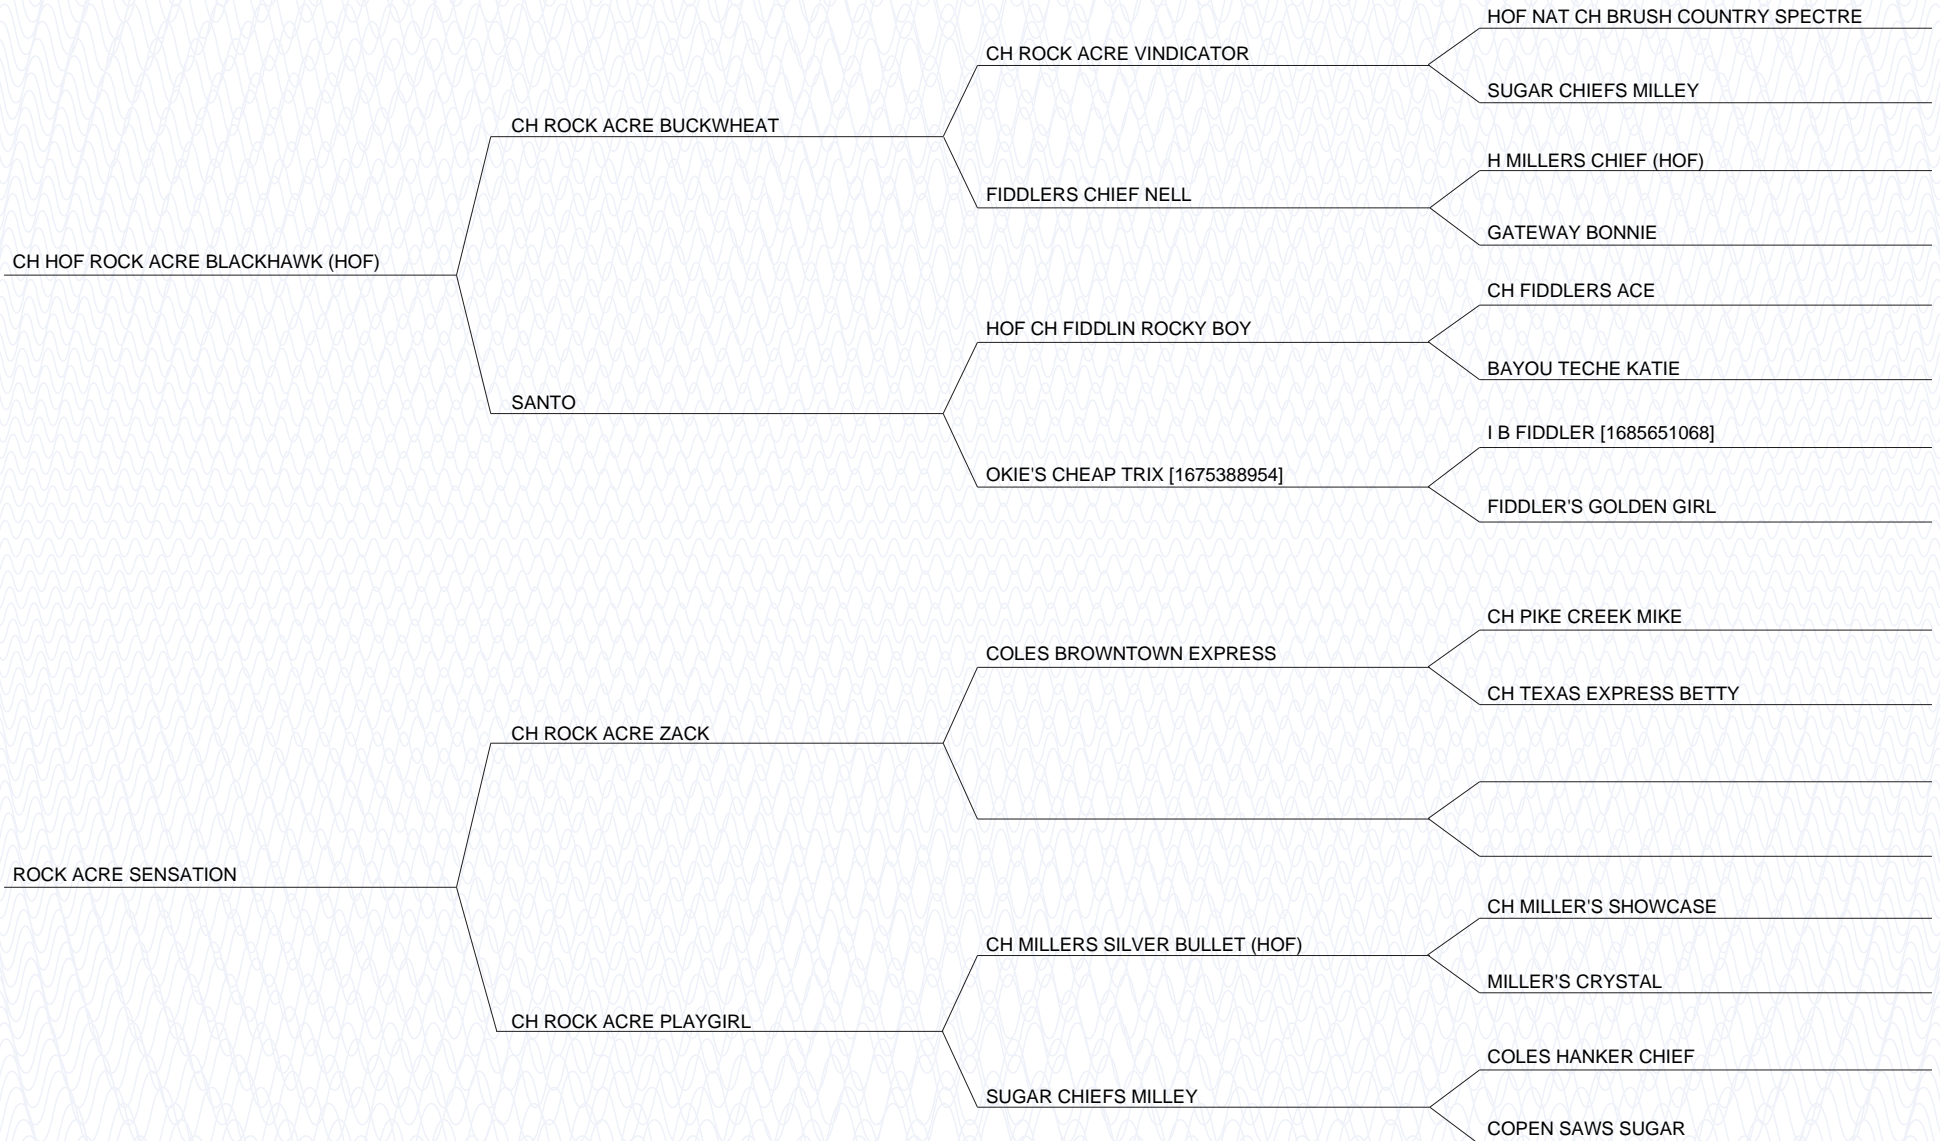 HOF NAT CH BRUSH COUNTRY SPECTRE
CH ROCK ACRE VINDICATOR
SUGAR CHIEFS MILLEY
CH ROCK ACRE BUCKWHEAT
H MILLERS CHIEF (HOF)
FIDDLERS CHIEF NELL
GATEWAY BONNIE
CH HOF ROCK ACRE BLACKHAWK (HOF)
CH FIDDLERS ACE
HOF CH FIDDLIN ROCKY BOY
BAYOU TECHE KATIE
SANTO
I B FIDDLER [1685651068]
OKIE'S CHEAP TRIX [1675388954]
FIDDLER'S GOLDEN GIRL
CH PIKE CREEK MIKE
COLES BROWNTOWN EXPRESS
CH TEXAS EXPRESS BETTY
CH ROCK ACRE ZACK
ROCK ACRE SENSATION
CH MILLER'S SHOWCASE
CH MILLERS SILVER BULLET (HOF)
MILLER'S CRYSTAL
CH ROCK ACRE PLAYGIRL
COLES HANKER CHIEF
SUGAR CHIEFS MILLEY
COPEN SAWS SUGAR